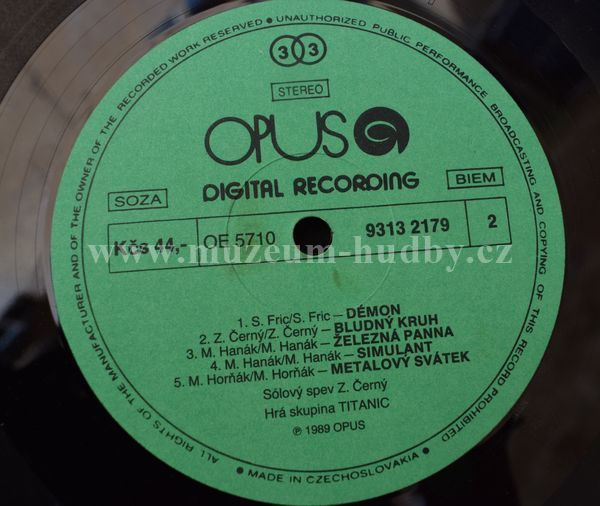 ALL RIGHTS OF THE MANUFACTURER AND OF THE OWNER OF THE RECORDED WORK RESERVED • UNAUTHORIZED PUBLIC PERFORMANCE BROADCASTING AND COPYING OF THIS RECORD PROHIBITED
33
STEREO
OPUS
DIGITAL RECORDING
SOZA
BIEM
Kčs 44,- OE 5710 9313 2179 2
www.muzeum-hudby.cz
1. S. Fric/S. Fric – DÉMON
2. Z. Černý/Z. Černý – BLUDNÝ KRUH
3. M. Hanák/M. Hanák – ŽELEZNÁ PANNA
4. M. Hanák/M. Hanák – SIMULANT
5. M. Horňák/M. Horňák – METALOVÝ SVÁTEK
Sólový spev Z. Černý
Hrá skupina TITANIC
℗ 1989 OPUS
• MADE IN CZECHOSLOVAKIA •